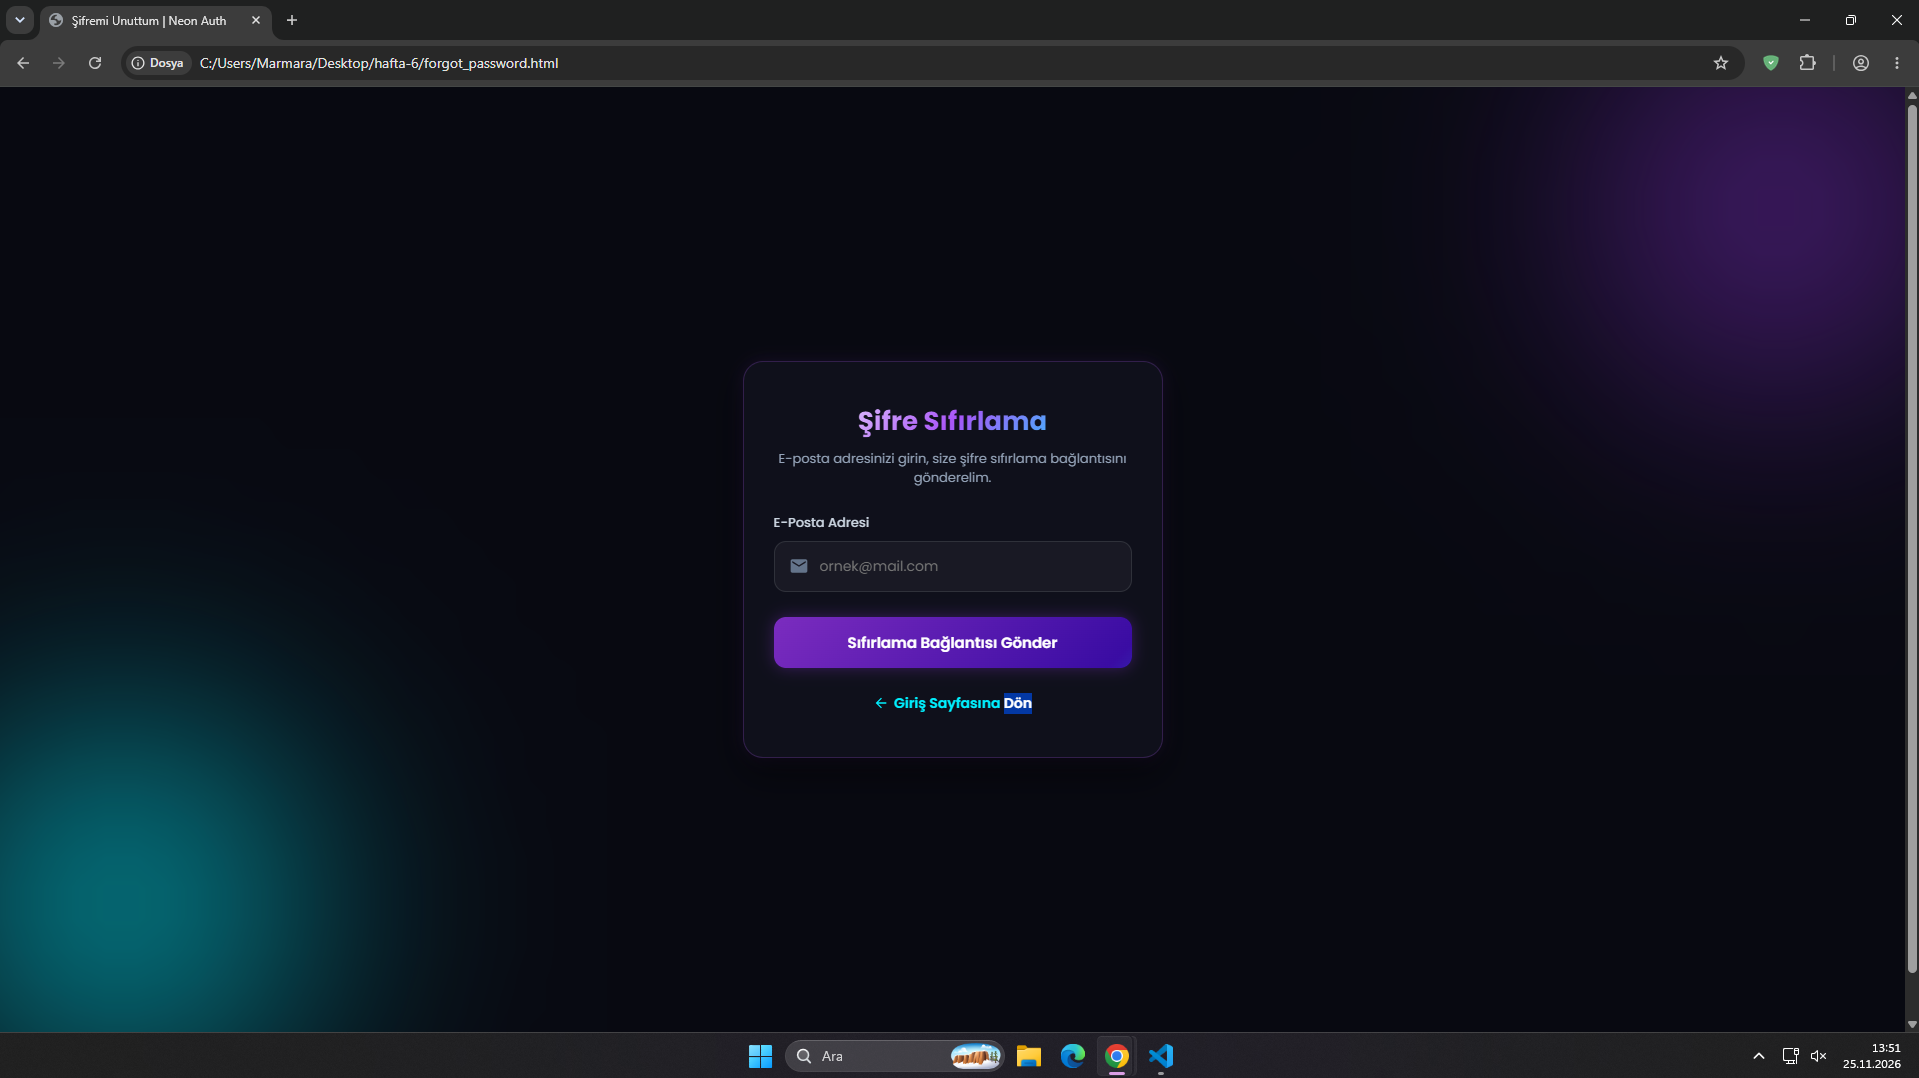 Şifremi Unuttum | Neon Auth
Dosya
C:/Users/Marmara/Desktop/hafta-6/forgot_password.html
Şifre Sıfırlama
E-posta adresinizi girin, size şifre sıfırlama bağlantısını
gönderelim.
E-Posta Adresi
ornek@mail.com
Sıfırlama Bağlantısı Gönder
← Giriş Sayfasına Dön
Ara
13:51
25.11.2026